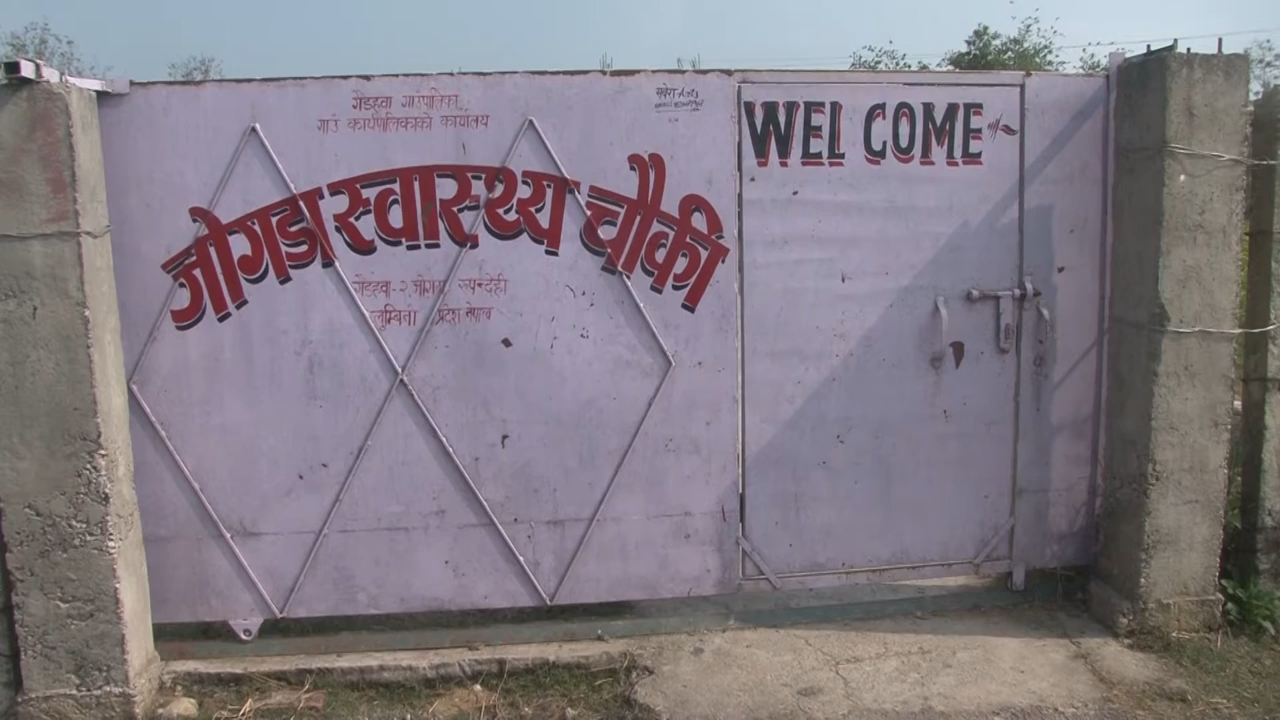 गैडहवा गाउँपालिका
गाउँ कार्यपालिकाको कार्यालय
जोगडा स्वास्थ्य चौकी
गैडहवा-२, जोगडा रूपन्देही
लुम्बिनी प्रदेश नेपाल
WEL COME